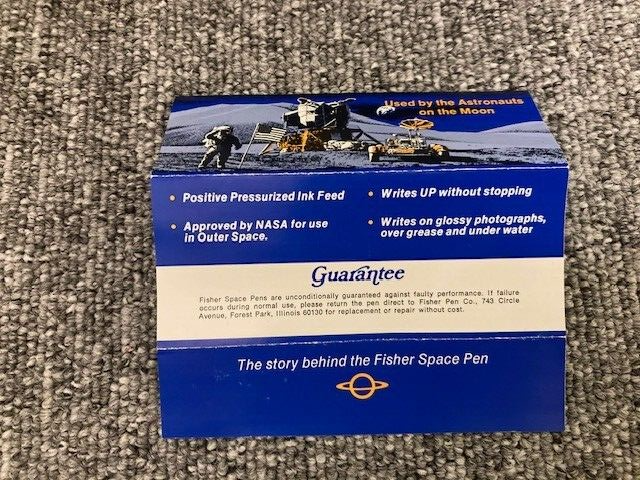 Used by the Astronauts
on the Moon
• Positive Pressurized Ink Feed
• Approved by NASA for use
in Outer Space.
• Writes UP without stopping
• Writes on glossy photographs,
over grease and under water
Guarantee
Fisher Space Pens are unconditionally guaranteed against faulty performance. If failure
occurs during normal use, please return the pen direct to Fisher Pen Co., 743 Circle
Avenue, Forest Park, Illinois 60130 for replacement or repair without cost.
The story behind the Fisher Space Pen